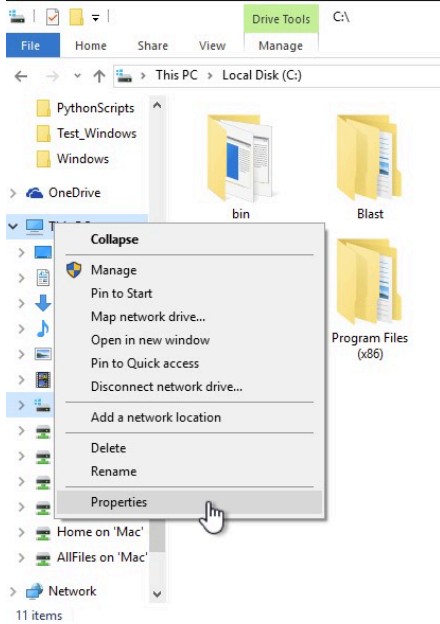 Drive Tools
C:\
File
Home
Share
View
Manage
This PC
Local Disk (C:)
PythonScripts
Test_Windows
Windows
OneDrive
Collapse
Manage
Pin to Start
Map network drive...
Open in new window
Pin to Quick access
Disconnect network drive...
Add a network location
Delete
Rename
Properties
Home on 'Mac'
AllFiles on 'Mac'
Network
11 items
bin
Blast
Program Files
(x86)